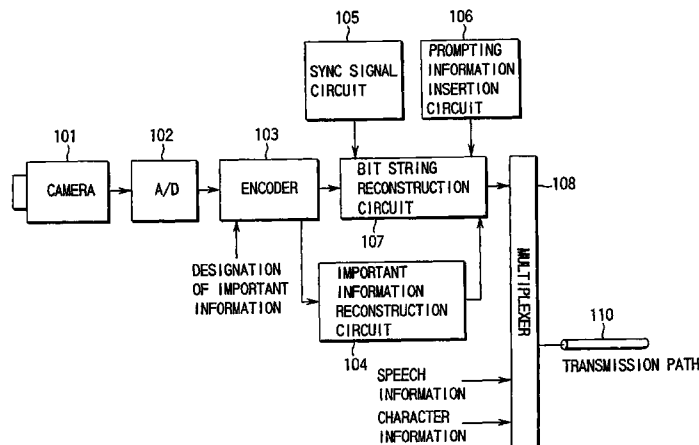 105
106
SYNC SIGNAL
CIRCUIT
PROMPTING
INFORMATION
INSERTION
CIRCUIT
101
102
103
CAMERA
A/D
ENCODER
BIT STRING
RECONSTRUCTION
CIRCUIT
107
108
MULTIPLEXER
DESIGNATION
OF IMPORTANT
INFORMATION
IMPORTANT
INFORMATION
RECONSTRUCTION
CIRCUIT
104
110
TRANSMISSION PATH
SPEECH
INFORMATION
CHARACTER
INFORMATION